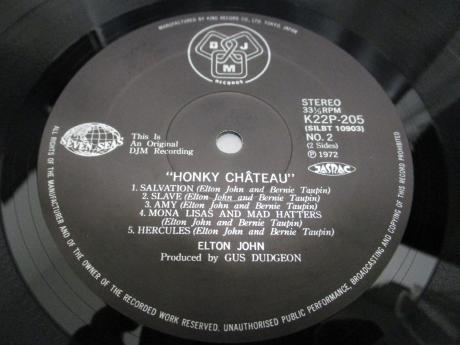 MANUFACTURED BY KING RECORD CO., LTD. TOKYO, JAPAN
D J
M
RECORDS
STEREO
33⅓RPM
K22P-205
(SILBT 10903)
NO. 2
(2 Sides)
Ⓟ 1972
JASRAC
SEVEN SEAS
This Is
An Original
DJM Recording
"HONKY CHÂTEAU"
1. SALVATION (Elton John and Bernie Taupin)
2. SLAVE (Elton John and Bernie Taupin)
3. AMY (Elton John and Bernie Taupin)
4. MONA LISAS AND MAD HATTERS
(Elton John and Bernie Taupin)
5. HERCULES (Elton John and Bernie Taupin)
ELTON JOHN
Produced by GUS DUDGEON
ALL RIGHTS OF THE MANUFACTURER AND OF THE OWNER OF THE RECORDED WORK RESERVED. UNAUTHORISED PUBLIC PERFORMANCE, BROADCASTING AND COPYING OF THIS RECORD PROHIBITED